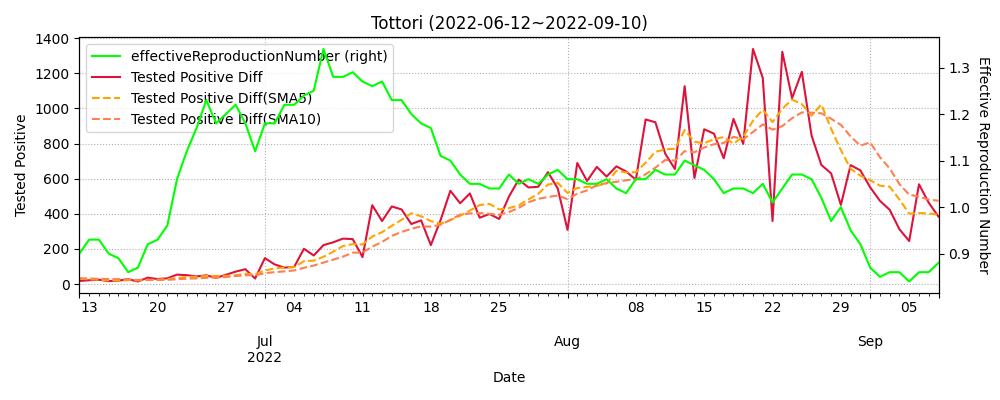 Tottori (2022-06-12~2022-09-10)
effectiveReproductionNumber (right)
Tested Positive Diff
Tested Positive Diff(SMA5)
Tested Positive Diff(SMA10)
Tested Positive
1400
1200
1000
800
600
400
200
0
Effective Reproduction Number
1.3
1.2
1.1
1.0
0.9
13 20 27 04 11 18 25 08 15 22 29 05
Jul Aug Sep
2022
Date